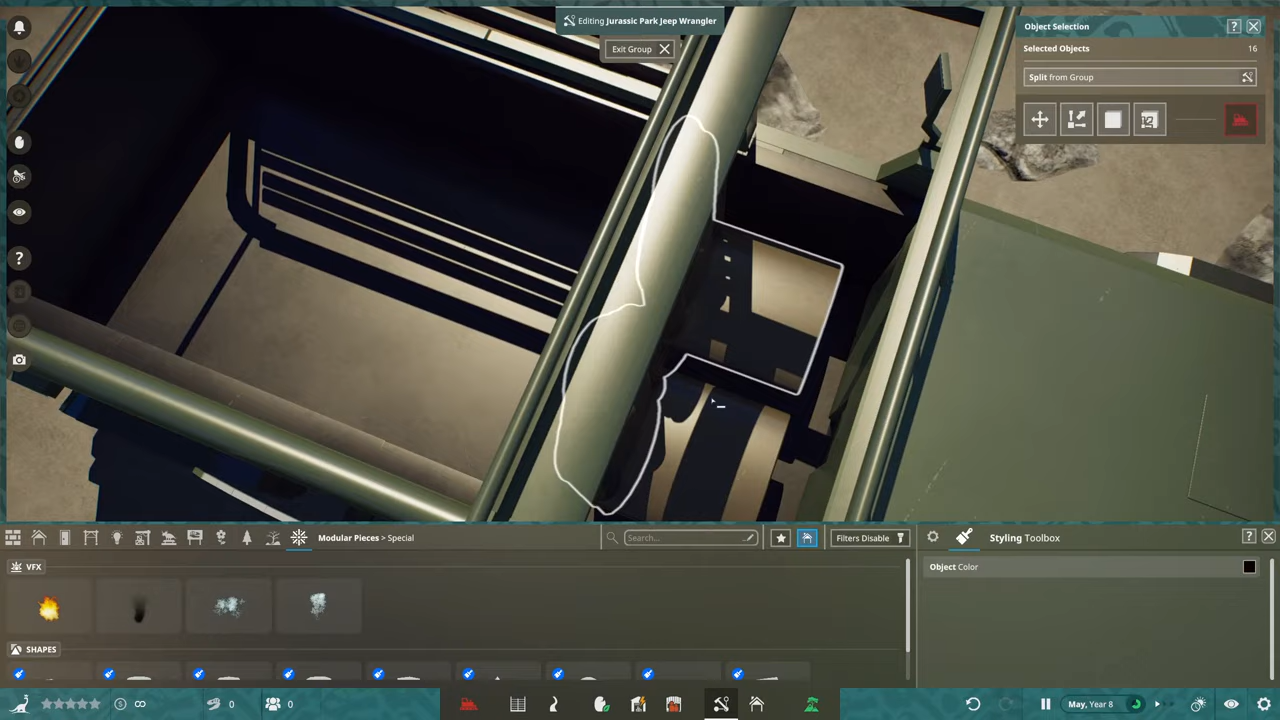 Editing Jurassic Park Jeep Wrangler
Exit Group
Object Selection
?
Selected Objects 16
Split from Group
12
?
Modular Pieces > Special
Search...
Filters Disable
Styling Toolbox
?
VFX
Object Color
SHAPES
∞
0
0
May, Year 8